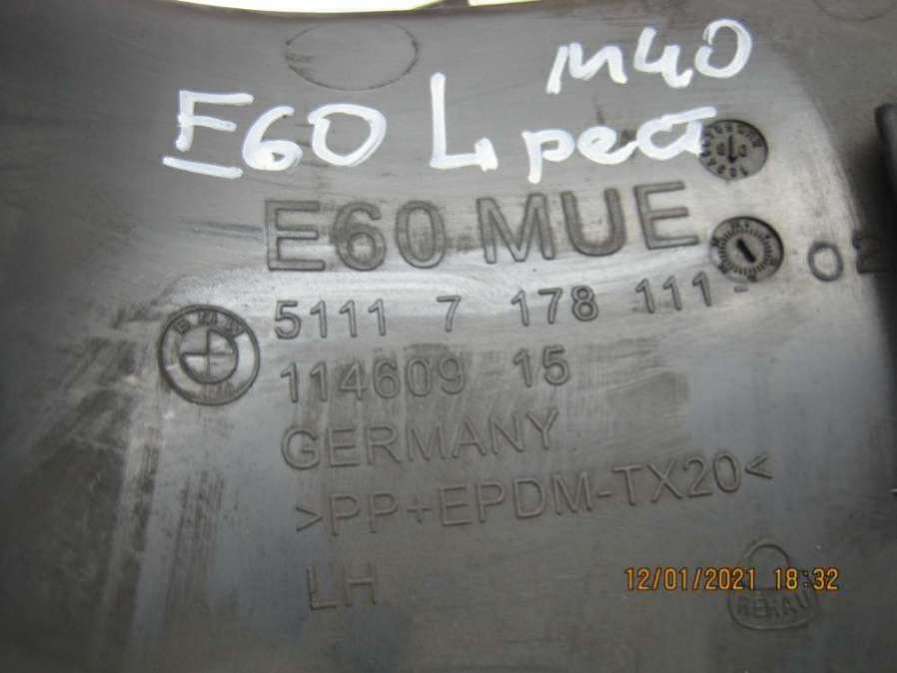 M40
E60 L рест
E60 MUE
5111 7 178 111- 02
114609 15
GERMANY
>PP+EPDM-TX20<
LH
12/01/2021 18:32
REHAU